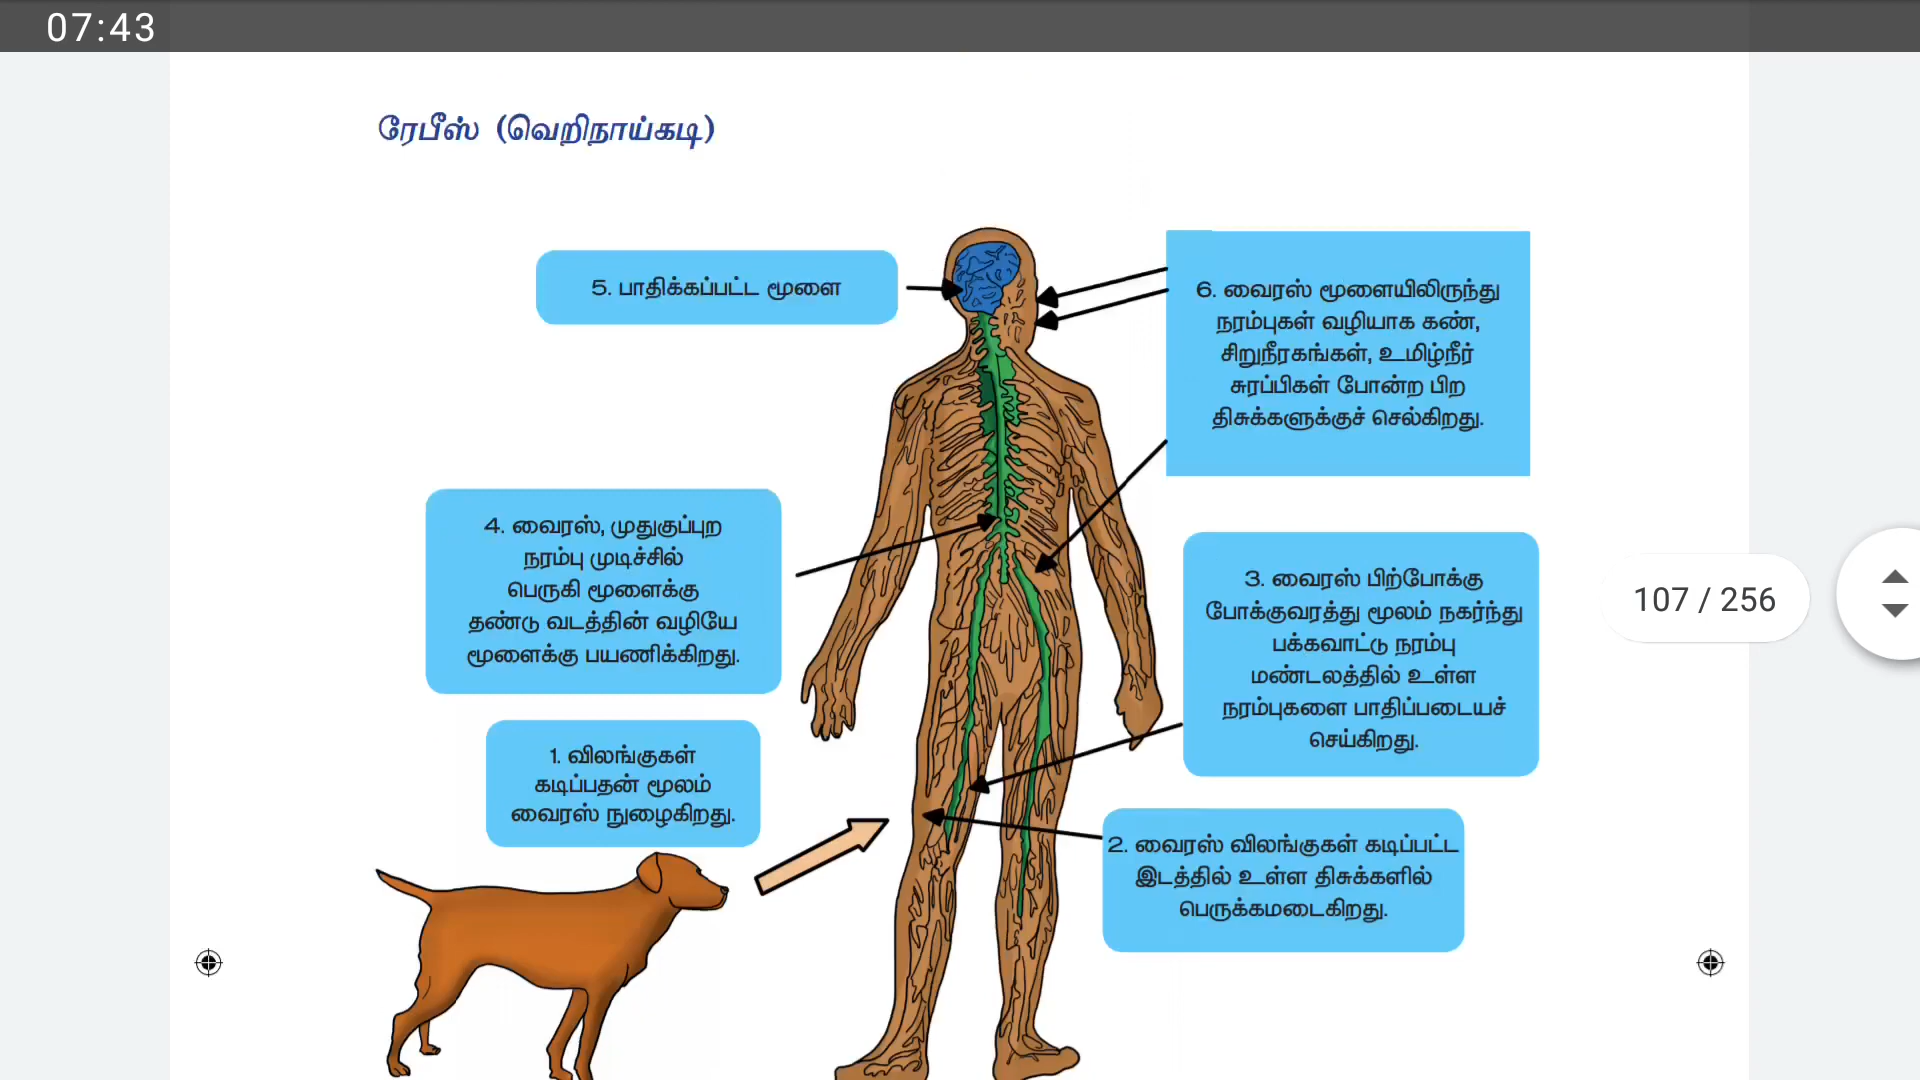 07:43
ரேபீஸ் (வெறிநாய்கடி)
5. பாதிக்கப்பட்ட மூளை
6. வைரஸ் மூளையிலிருந்து
நரம்புகள் வழியாக கண்,
சிறுநீரகங்கள், உமிழ்நீர்
சுரப்பிகள் போன்ற பிற
திசுக்களுக்குச் செல்கிறது.
4. வைரஸ், முதுகுப்புற
நரம்பு முடிச்சில்
பெருகி மூளைக்கு
தண்டு வடத்தின் வழியே
மூளைக்கு பயணிக்கிறது.
3. வைரஸ் பிற்போக்கு
போக்குவரத்து மூலம் நகர்ந்து
பக்கவாட்டு நரம்பு
மண்டலத்தில் உள்ள
நரம்புகளை பாதிப்படையச்
செய்கிறது.
107 / 256
1. விலங்குகள்
கடிப்பதன் மூலம்
வைரஸ் நுழைகிறது.
2. வைரஸ் விலங்குகள் கடிப்பட்ட
இடத்தில் உள்ள திசுக்களில்
பெருக்கமடைகிறது.